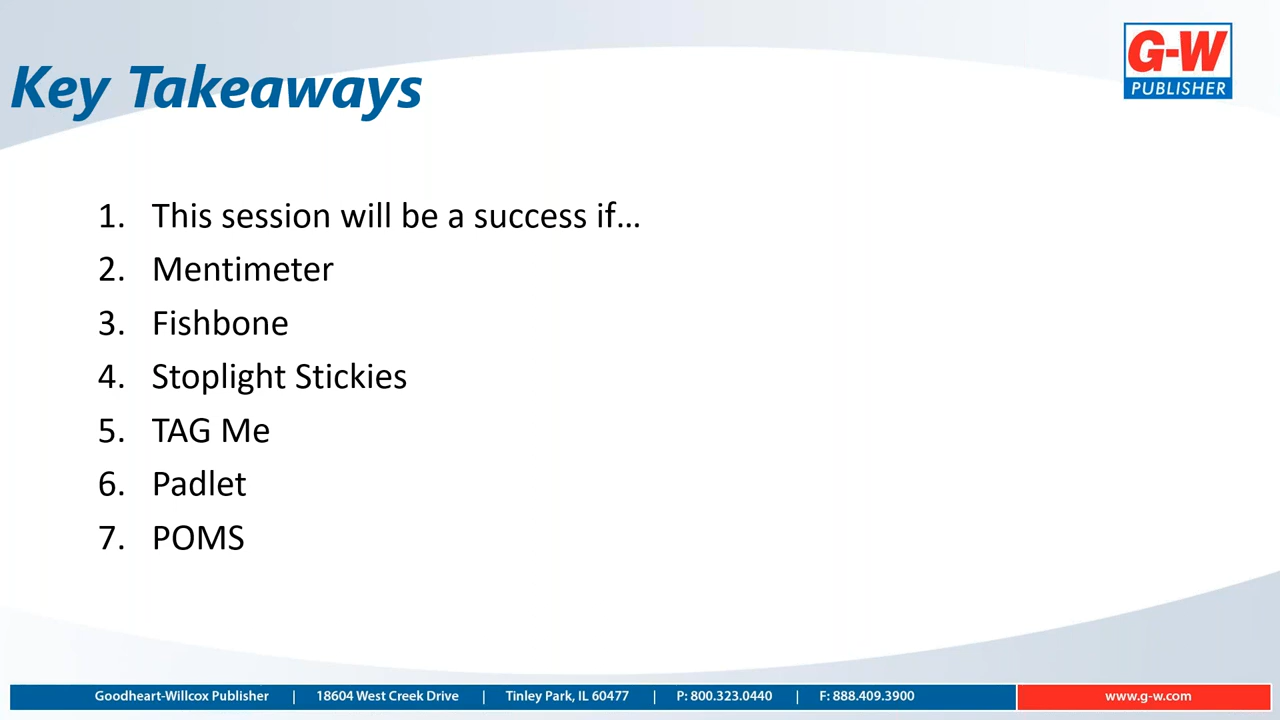 G-W
PUBLISHER
Key Takeaways
1. This session will be a success if…
2. Mentimeter
3. Fishbone
4. Stoplight Stickies
5. TAG Me
6. Padlet
7. POMS
Goodheart-Willcox Publisher | 18604 West Creek Drive | Tinley Park, IL 60477 | P: 800.323.0440 | F: 888.409.3900 www.g-w.com